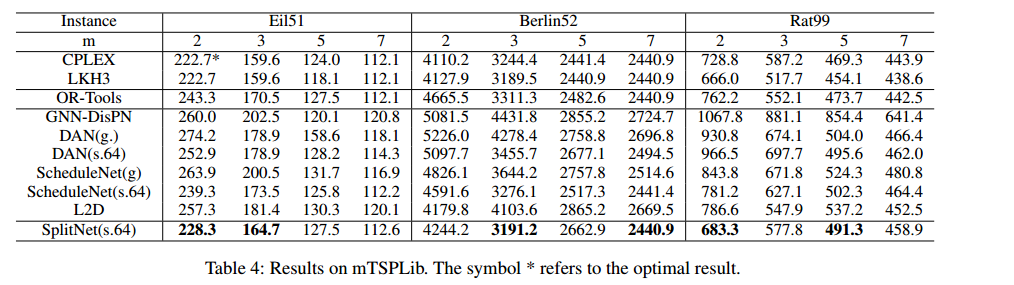 Instance Eil51 Berlin52 Rat99
m 2 3 5 7 2 3 5 7 2 3 5 7
CPLEX 222.7* 159.6 124.0 112.1 4110.2 3244.4 2441.4 2440.9 728.8 587.2 469.3 443.9
LKH3 222.7 159.6 118.1 112.1 4127.9 3189.5 2440.9 2440.9 666.0 517.7 454.1 438.6
OR-Tools 243.3 170.5 127.5 112.1 4665.5 3311.3 2482.6 2440.9 762.2 552.1 473.7 442.5
GNN-DisPN 260.0 202.5 120.1 120.8 5081.5 4431.8 2855.2 2724.7 1067.8 881.1 854.4 641.4
DAN(g.) 274.2 178.9 158.6 118.1 5226.0 4278.4 2758.8 2696.8 930.8 674.1 504.0 466.4
DAN(s.64) 252.9 178.9 128.2 114.3 5097.7 3455.7 2677.1 2494.5 966.5 697.7 495.6 462.0
ScheduleNet(g) 263.9 200.5 131.7 116.9 4826.1 3644.2 2757.8 2514.6 843.8 671.8 524.3 480.8
ScheduleNet(s.64) 239.3 173.5 125.8 112.2 4591.6 3276.1 2517.3 2441.4 781.2 627.1 502.3 464.4
L2D 257.3 181.4 130.3 120.1 4179.8 4103.6 2865.2 2669.5 786.6 547.9 537.2 452.5
SplitNet(s.64) 228.3 164.7 127.5 112.6 4244.2 3191.2 2662.9 2440.9 683.3 577.8 491.3 458.9
Table 4: Results on mTSPLib. The symbol * refers to the optimal result.